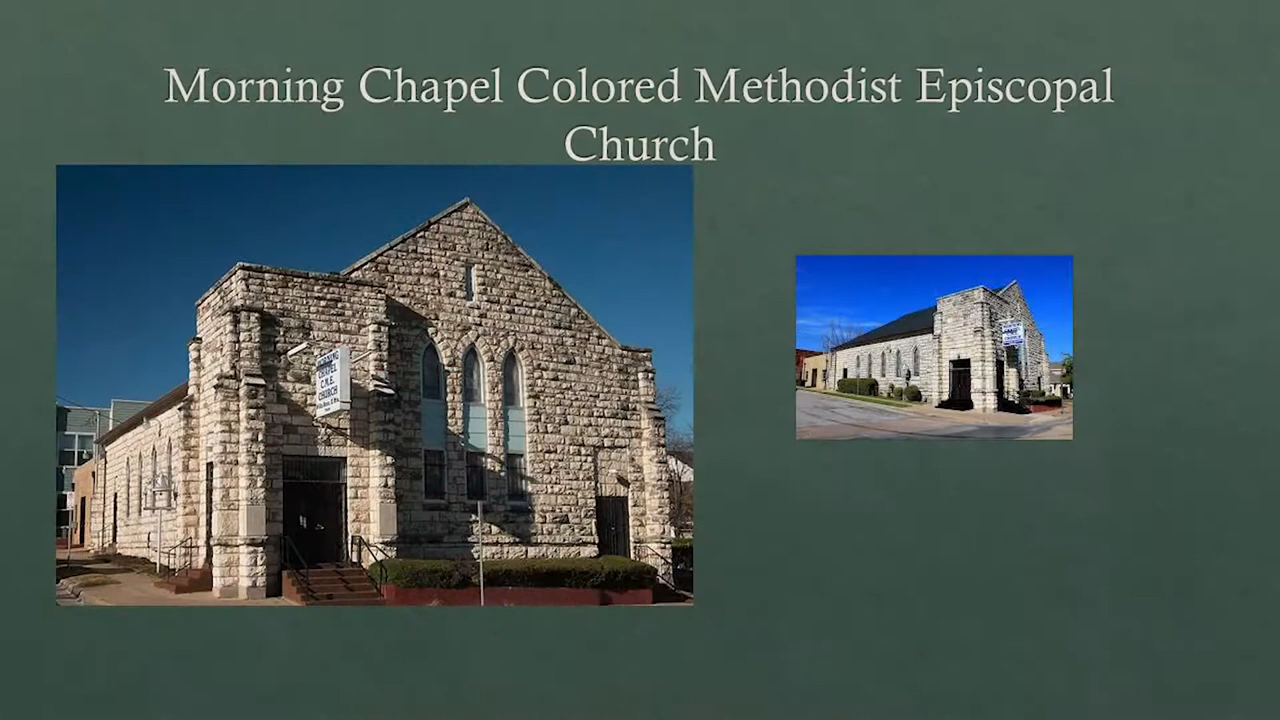 Morning Chapel Colored Methodist Episcopal
Church
MORNING
CHAPEL
C.M.E.
CHURCH